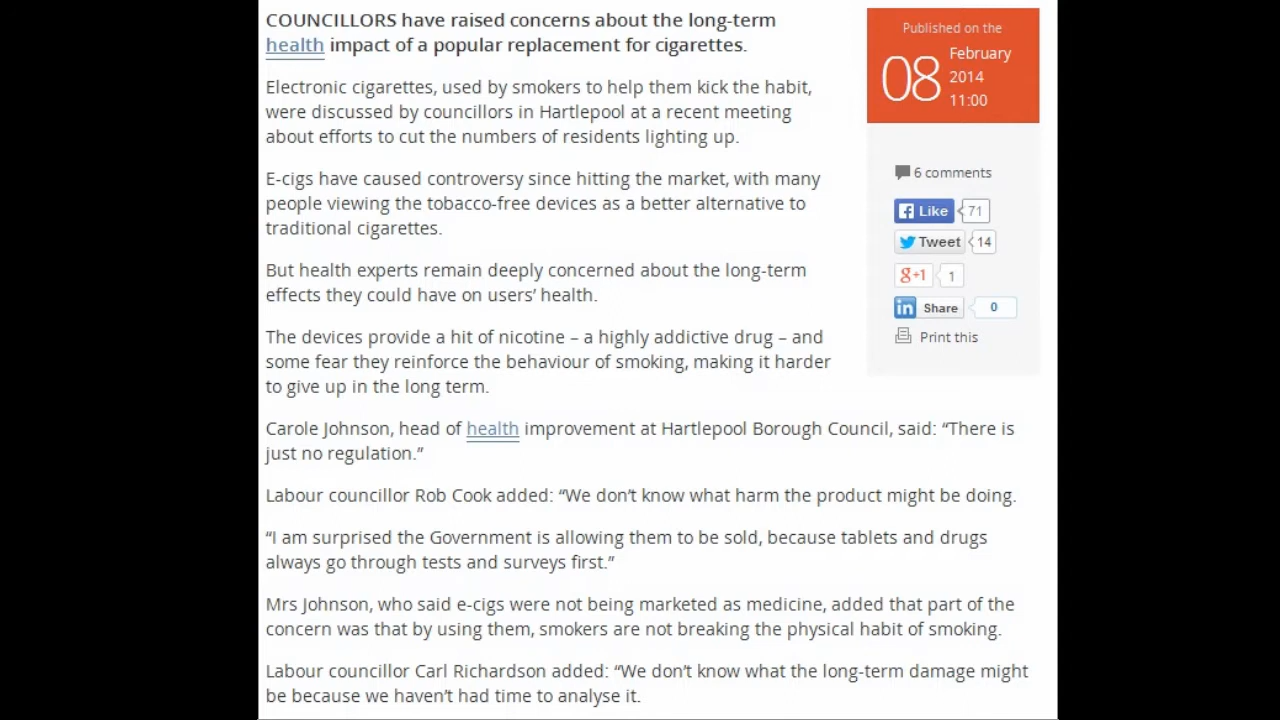 COUNCILLORS have raised concerns about the long-term
health impact of a popular replacement for cigarettes.
Electronic cigarettes, used by smokers to help them kick the habit,
were discussed by councillors in Hartlepool at a recent meeting
about efforts to cut the numbers of residents lighting up.
E-cigs have caused controversy since hitting the market, with many
people viewing the tobacco-free devices as a better alternative to
traditional cigarettes.
But health experts remain deeply concerned about the long-term
effects they could have on users’ health.
The devices provide a hit of nicotine – a highly addictive drug – and
some fear they reinforce the behaviour of smoking, making it harder
to give up in the long term.
Carole Johnson, head of health improvement at Hartlepool Borough Council, said: “There is
just no regulation.”
Labour councillor Rob Cook added: “We don’t know what harm the product might be doing.
“I am surprised the Government is allowing them to be sold, because tablets and drugs
always go through tests and surveys first.”
Mrs Johnson, who said e-cigs were not being marketed as medicine, added that part of the
concern was that by using them, smokers are not breaking the physical habit of smoking.
Labour councillor Carl Richardson added: “We don’t know what the long-term damage might
be because we haven’t had time to analyse it.
Published on the
08
February
2014
11:00
6 comments
Like 71
Tweet 14
g+1 1
in Share 0
Print this